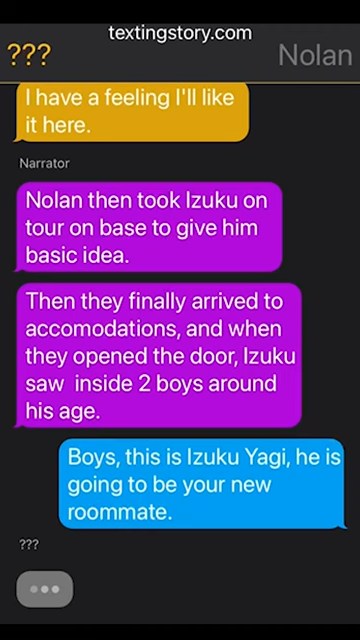 textingstory.com
??? Nolan
I have a feeling I'll like
it here.
Narrator
Nolan then took Izuku on
tour on base to give him
basic idea.
Then they finally arrived to
accomodations, and when
they opened the door, Izuku
saw inside 2 boys around
his age.
Boys, this is Izuku Yagi, he is
going to be your new
roommate.
???